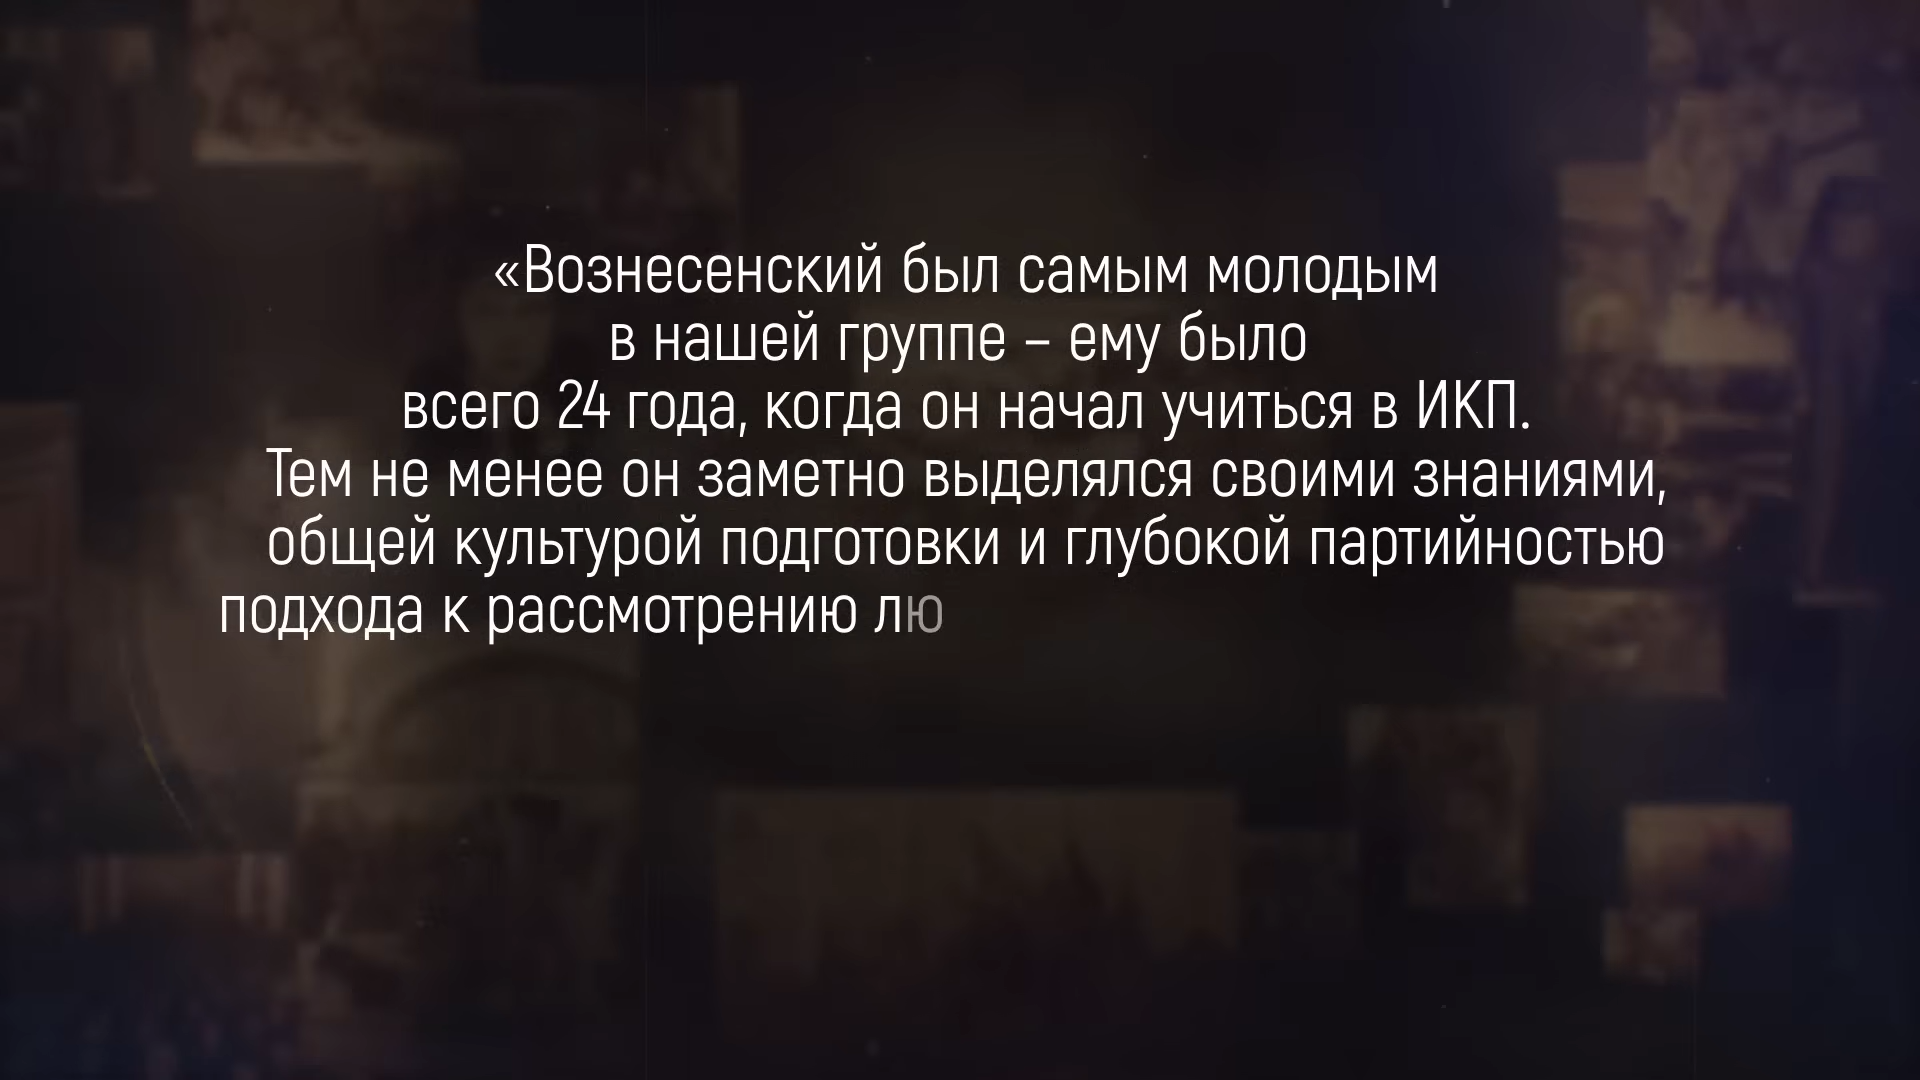 «Вознесенский был самым молодым
в нашей группе – ему было
всего 24 года, когда он начал учиться в ИКП.
Тем не менее он заметно выделялся своими знаниями,
общей культурой подготовки и глубокой партийностью
подхода к рассмотрению лю